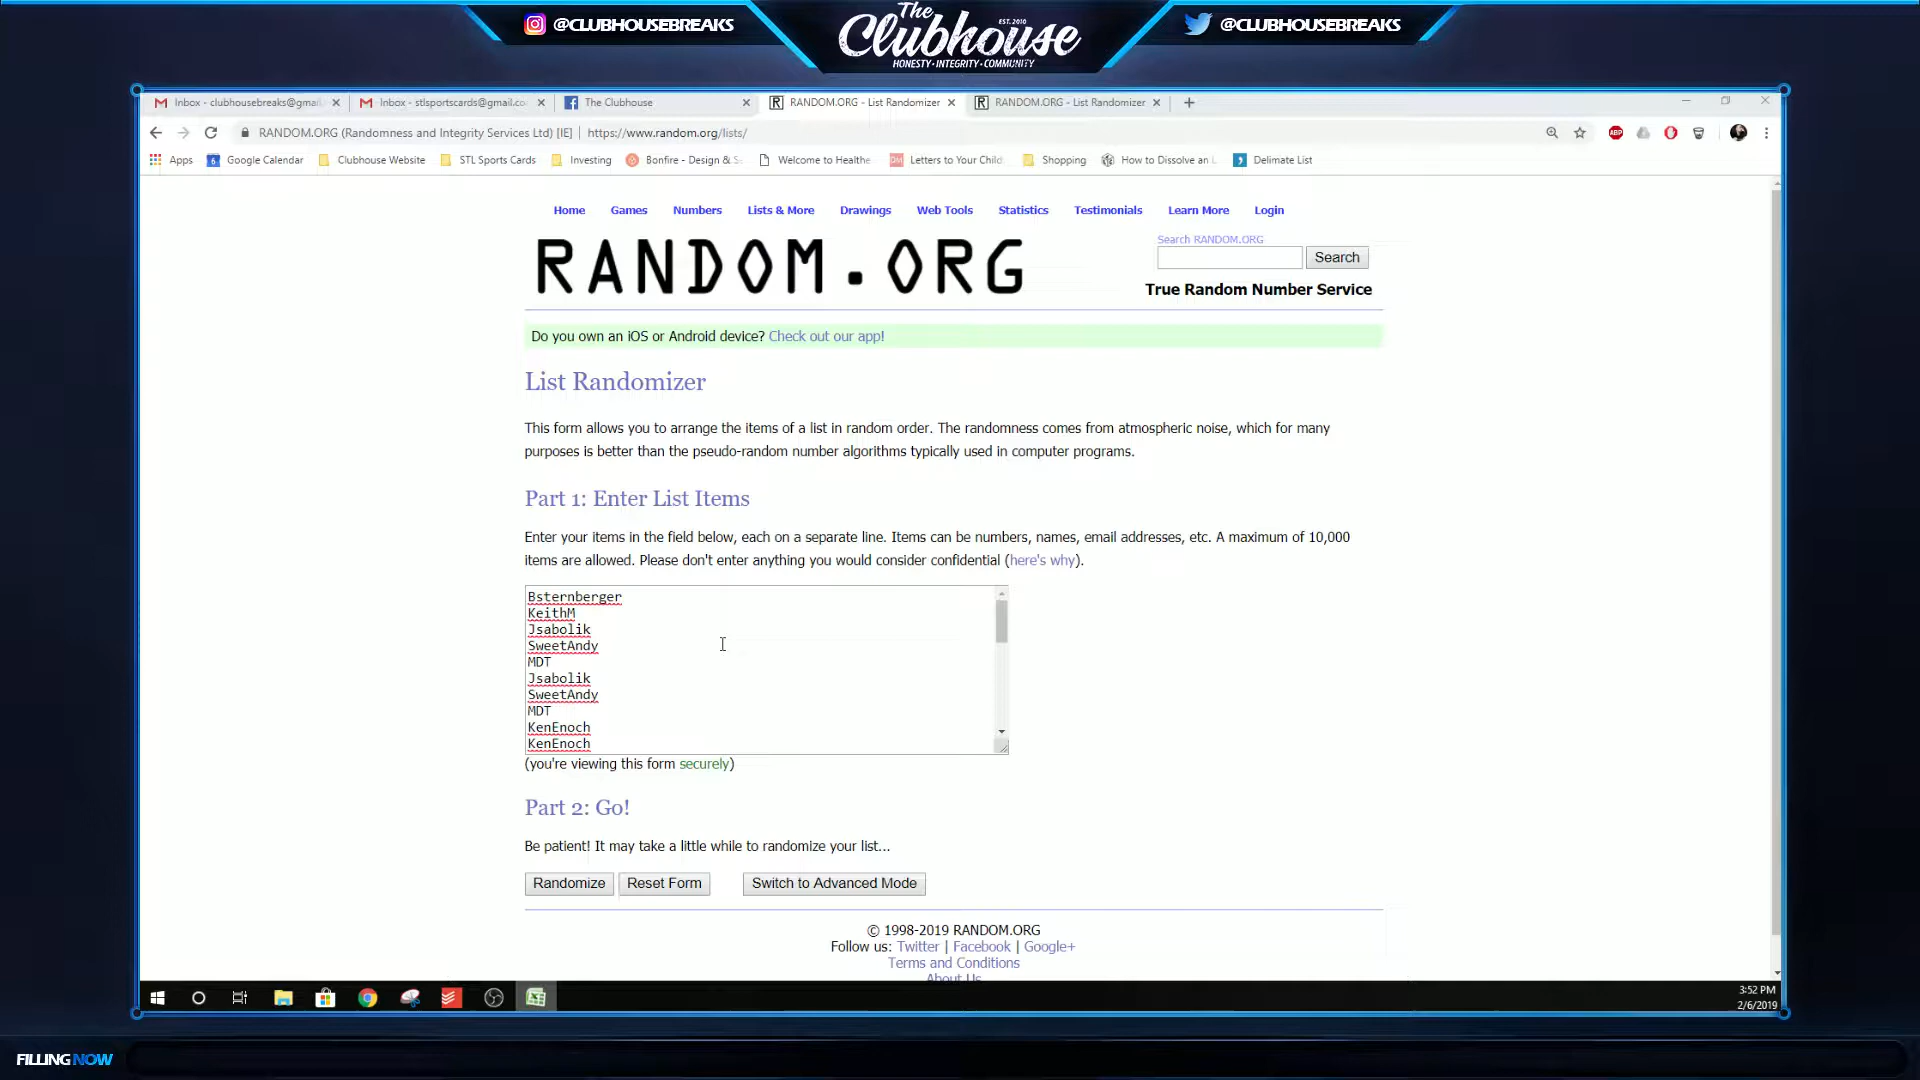 @CLUBHOUSEBREAKS
The Clubhouse
EST. 2016
HONESTY • INTEGRITY • COMMUNITY
@CLUBHOUSEBREAKS
Inbox - clubhousebreaks@gmail.
Inbox - stlsportscards@gmail.co
The Clubhouse
RANDOM.ORG - List Randomizer
RANDOM.ORG - List Randomizer
RANDOM.ORG (Randomness and Integrity Services Ltd) [IE] | https://www.random.org/lists/
Apps
Google Calendar
Clubhouse Website
STL Sports Cards
Investing
Bonfire - Design & S
Welcome to Healthe
Letters to Your Child
Shopping
How to Dissolve an
Delimate List
Home Games Numbers Lists & More Drawings Web Tools Statistics Testimonials Learn More Login
RANDOM.ORG
Search RANDOM.ORG
Search
True Random Number Service
Do you own an iOS or Android device? Check out our app!
List Randomizer
This form allows you to arrange the items of a list in random order. The randomness comes from atmospheric noise, which for many
purposes is better than the pseudo-random number algorithms typically used in computer programs.
Part 1: Enter List Items
Enter your items in the field below, each on a separate line. Items can be numbers, names, email addresses, etc. A maximum of 10,000
items are allowed. Please don't enter anything you would consider confidential (here's why).
Bsternberger
KeithM
Jsabolik
SweetAndy
MDT
Jsabolik
SweetAndy
MDT
KenEnoch
KenEnoch
(you're viewing this form securely)
Part 2: Go!
Be patient! It may take a little while to randomize your list...
Randomize Reset Form Switch to Advanced Mode
© 1998-2019 RANDOM.ORG
Follow us: Twitter | Facebook | Google+
Terms and Conditions
About Us
3:52 PM
2/6/2019
FILLING NOW